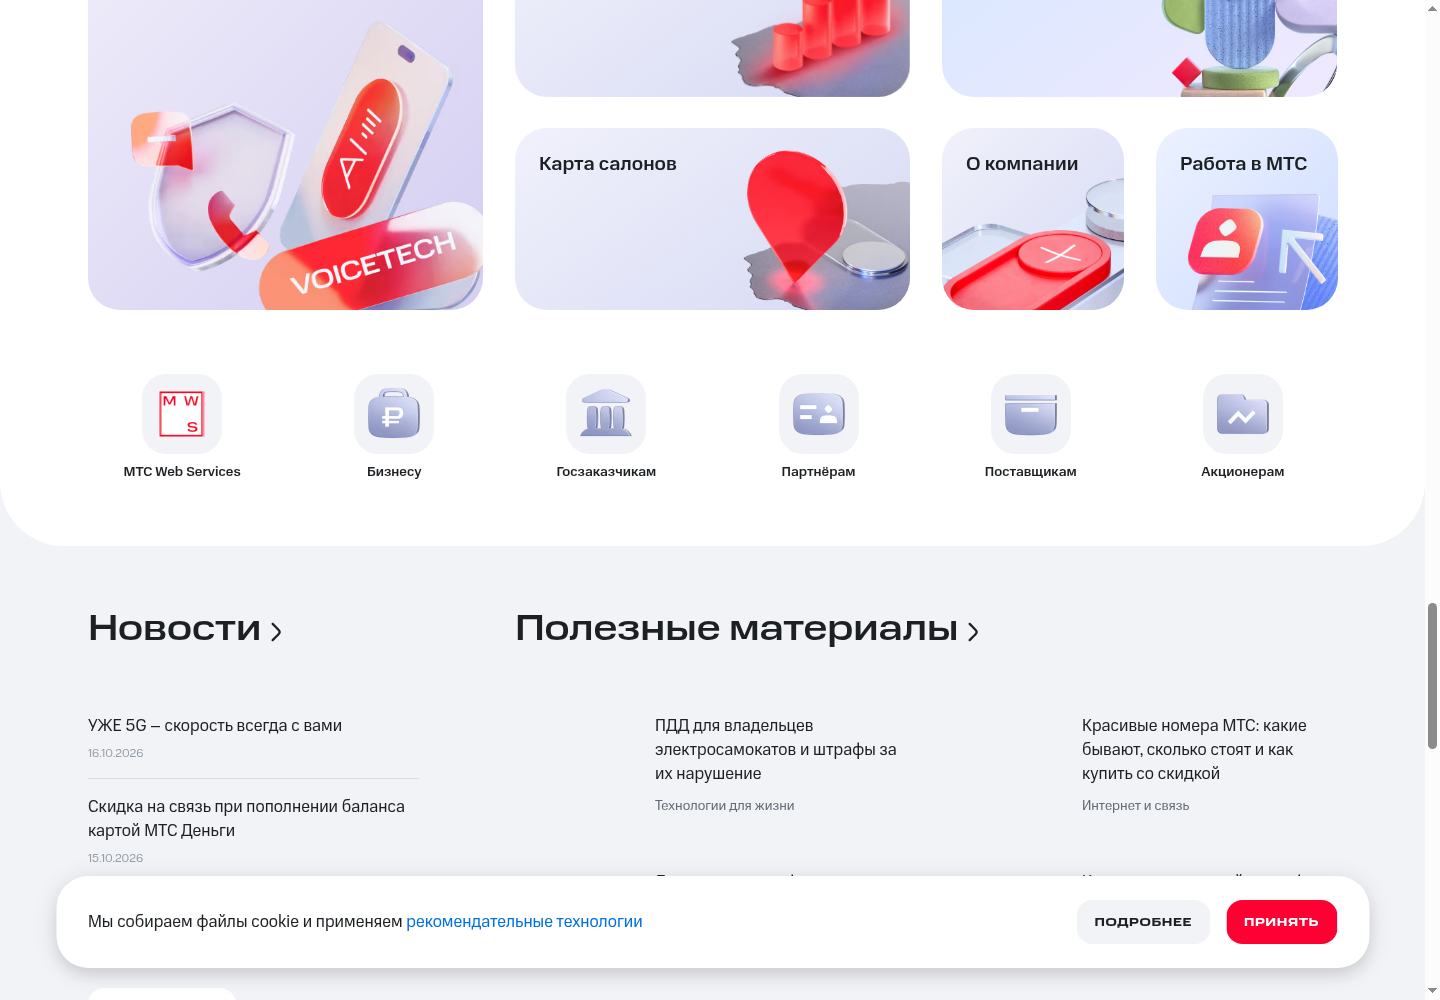 AI
VOICETECH
Карта салонов
О компании
Работа в МТС
M W
S
МТС Web Services
Бизнесу
Госзаказчикам
Партнёрам
Поставщикам
Акционерам
Новости
Полезные материалы
УЖЕ 5G – скорость всегда с вами
16.10.2026
Скидка на связь при пополнении баланса
картой МТС Деньги
15.10.2026
ПДД для владельцев
электросамокатов и штрафы за
их нарушение
Технологии для жизни
Красивые номера МТС: какие
бывают, сколько стоят и как
купить со скидкой
Интернет и связь
Мы собираем файлы cookie и применяем рекомендательные технологии
ПОДРОБНЕЕ
ПРИНЯТЬ